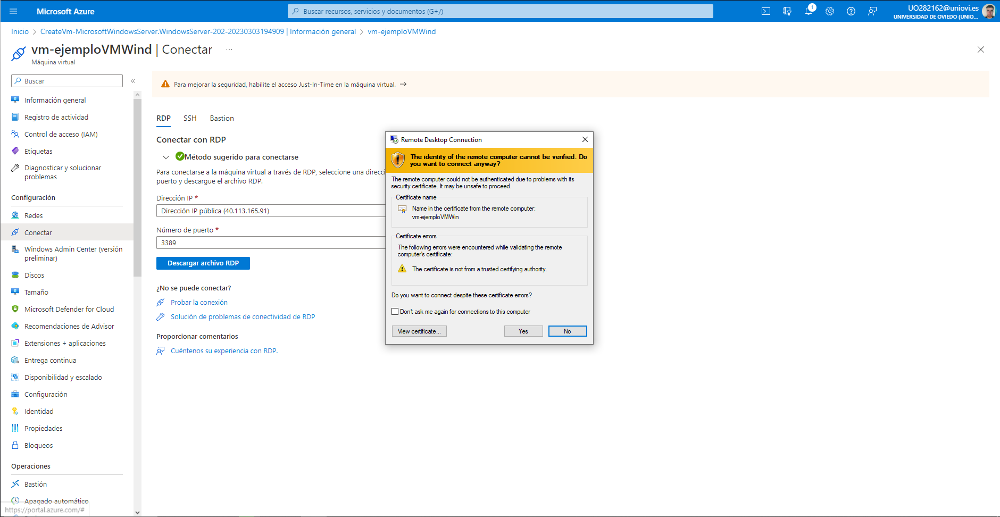 Microsoft Azure
Buscar recursos, servicios y documentos (G+/)
1
UO282162@uniovi.es
UNIVERSIDAD DE OVIEDO (UNIO...
Inicio > CreateVm-MicrosoftWindowsServer.WindowsServer-202-20230303194909 | Información general > vm-ejemploVMWind
vm-ejemploVMWind | Conectar ...
Máquina virtual
Buscar
«
Información general
Registro de actividad
Control de acceso (IAM)
Etiquetas
Diagnosticar y solucionar
problemas
Configuración
Redes
Conectar
Windows Admin Center (versión
preliminar)
Discos
Tamaño
Microsoft Defender for Cloud
Recomendaciones de Advisor
Extensiones + aplicaciones
Entrega continua
Disponibilidad y escalado
Configuración
Identidad
Propiedades
Bloqueos
Operaciones
Bastión
Apagado automático
https://portal.azure.com/#
Para mejorar la seguridad, habilite el acceso Just-In-Time en la máquina virtual. →
RDP SSH Bastion
Conectar con RDP
Método sugerido para conectarse
Para conectarse a la máquina virtual a través de RDP, seleccione una direcci
puerto y descargue el archivo RDP.
Dirección IP *
Dirección IP pública (40.113.165.91)
Número de puerto *
3389
Descargar archivo RDP
¿No se puede conectar?
Probar la conexión
Solución de problemas de conectividad de RDP
Proporcionar comentarios
Cuéntenos su experiencia con RDP.
Remote Desktop Connection
The identity of the remote computer cannot be verified. Do
you want to connect anyway?
The remote computer could not be authenticated due to problems with its
security certificate. It may be unsafe to proceed.
Certificate name
Name in the certificate from the remote computer:
vm-ejemploVMWin
Certificate errors
The following errors were encountered while validating the remote
computer's certificate:
The certificate is not from a trusted certifying authority.
Do you want to connect despite these certificate errors?
Don't ask me again for connections to this computer
View certificate...
Yes
No